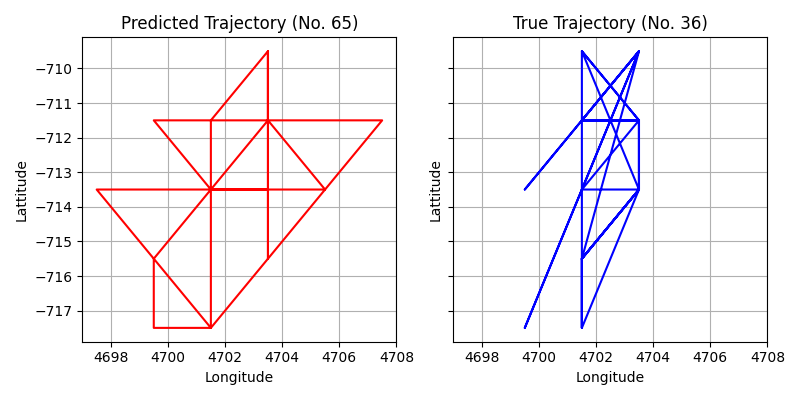 Predicted Trajectory (No. 65)
True Trajectory (No. 36)
−710
−711
−712
−713
−714
−715
−716
−717
Lattitude
Lattitude
4698 4700 4702 4704 4706 4708
4698 4700 4702 4704 4706 4708
Longitude
Longitude